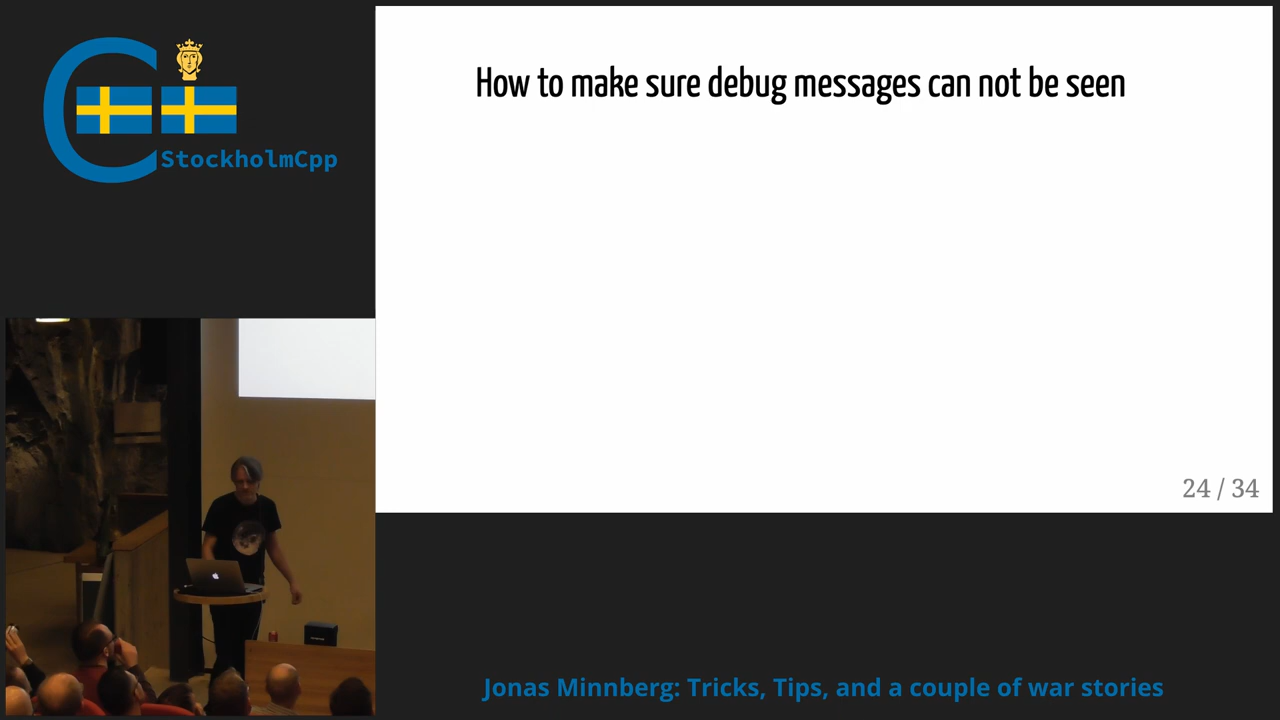 StockholmCpp
How to make sure debug messages can not be seen
24 / 34
Jonas Minnberg: Tricks, Tips, and a couple of war stories